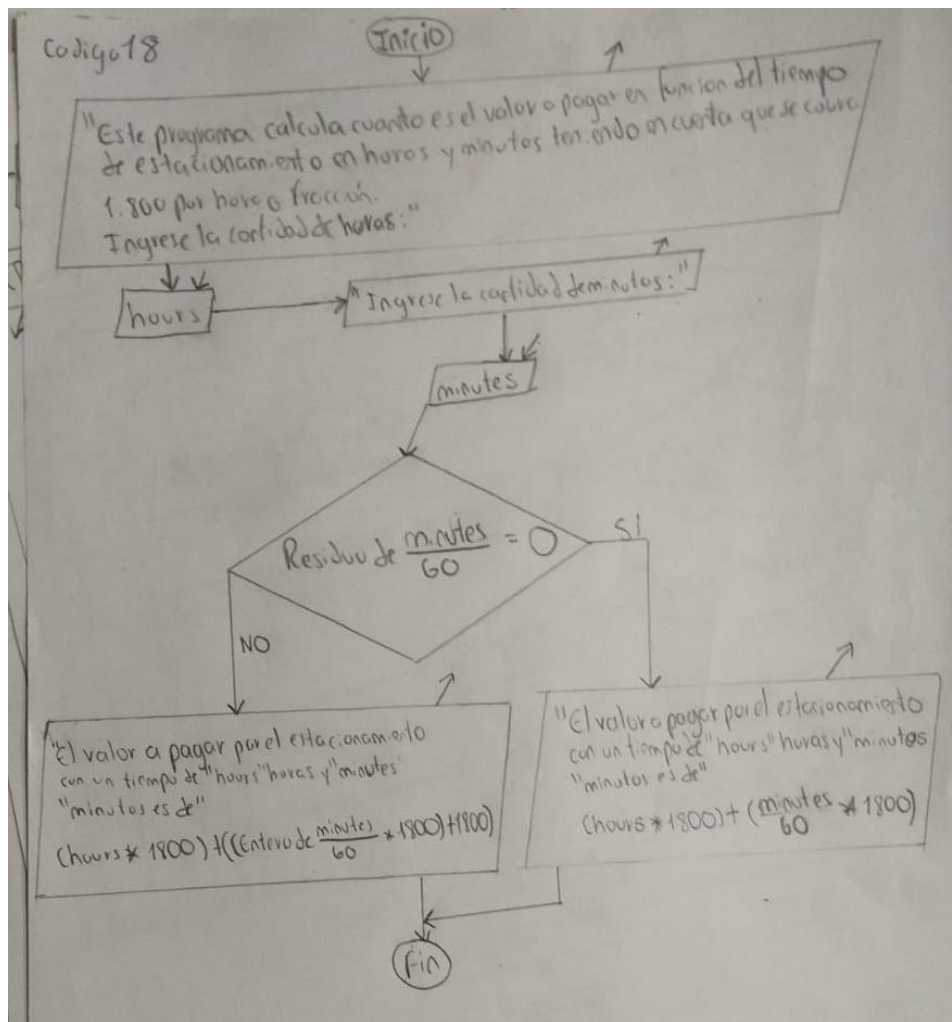 Codigo18
Inicio
"Este programa calcula cuanto es el valor a pagar en funcion del tiempo
de estacionamiento en horas y minutos teniendo en cuenta que se cobra
1.800 por hora o fracción.
Ingrese la cantidad de horas:"
hours
"Ingrese la cantidad de minutos:"
minutes
Residuo de minutes/60 = 0
SI
NO
"El valor a pagar por el estacionamiento
con un tiempo de "hours" horas y "minutes"
"minutos es de"
(hours * 1800) + ((Entero de minutes/60 * 1800) + 1800)
"El valor a pagar por el estacionamiento
con un tiempo de "hours" horas y "minutos
"minutos es de"
(hours * 1800) + (minutes/60 * 1800)
Fin